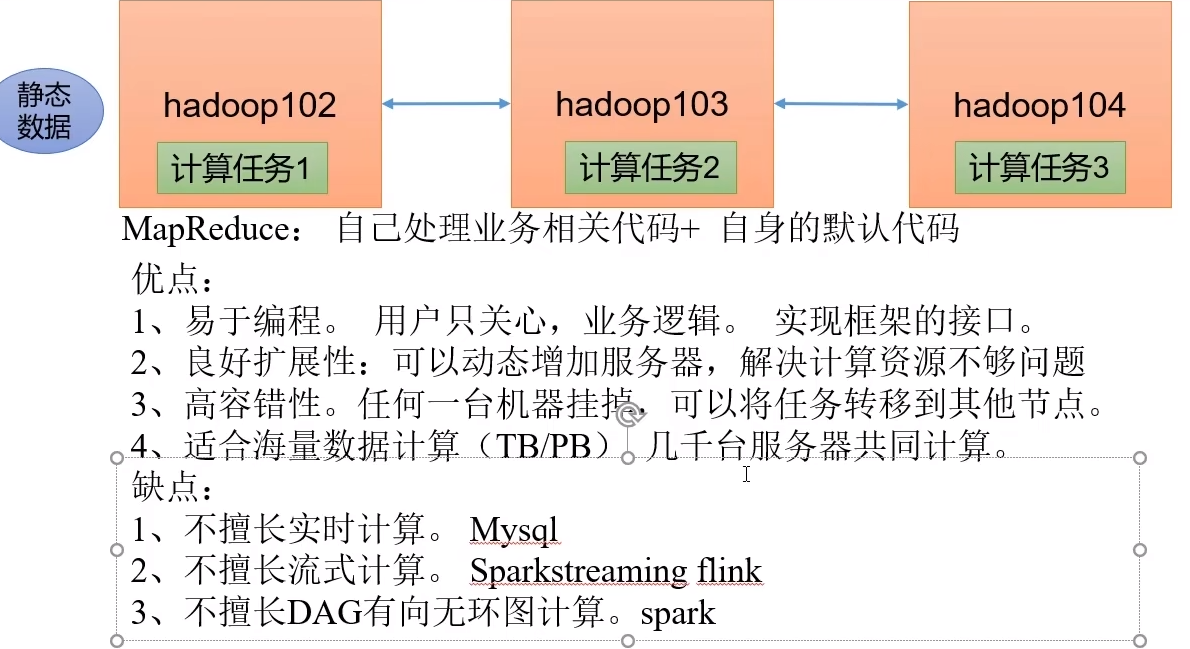 静态
数据
hadoop102
计算任务1
hadoop103
计算任务2
hadoop104
计算任务3
MapReduce： 自己处理业务相关代码+ 自身的默认代码
优点：
1、易于编程。 用户只关心，业务逻辑。 实现框架的接口。
2、良好扩展性：可以动态增加服务器，解决计算资源不够问题
3、高容错性。任何一台机器挂掉，可以将任务转移到其他节点。
4、适合海量数据计算（TB/PB） 几千台服务器共同计算。
缺点：
1、不擅长实时计算。 Mysql
2、不擅长流式计算。 Sparkstreaming flink
3、不擅长DAG有向无环图计算。spark